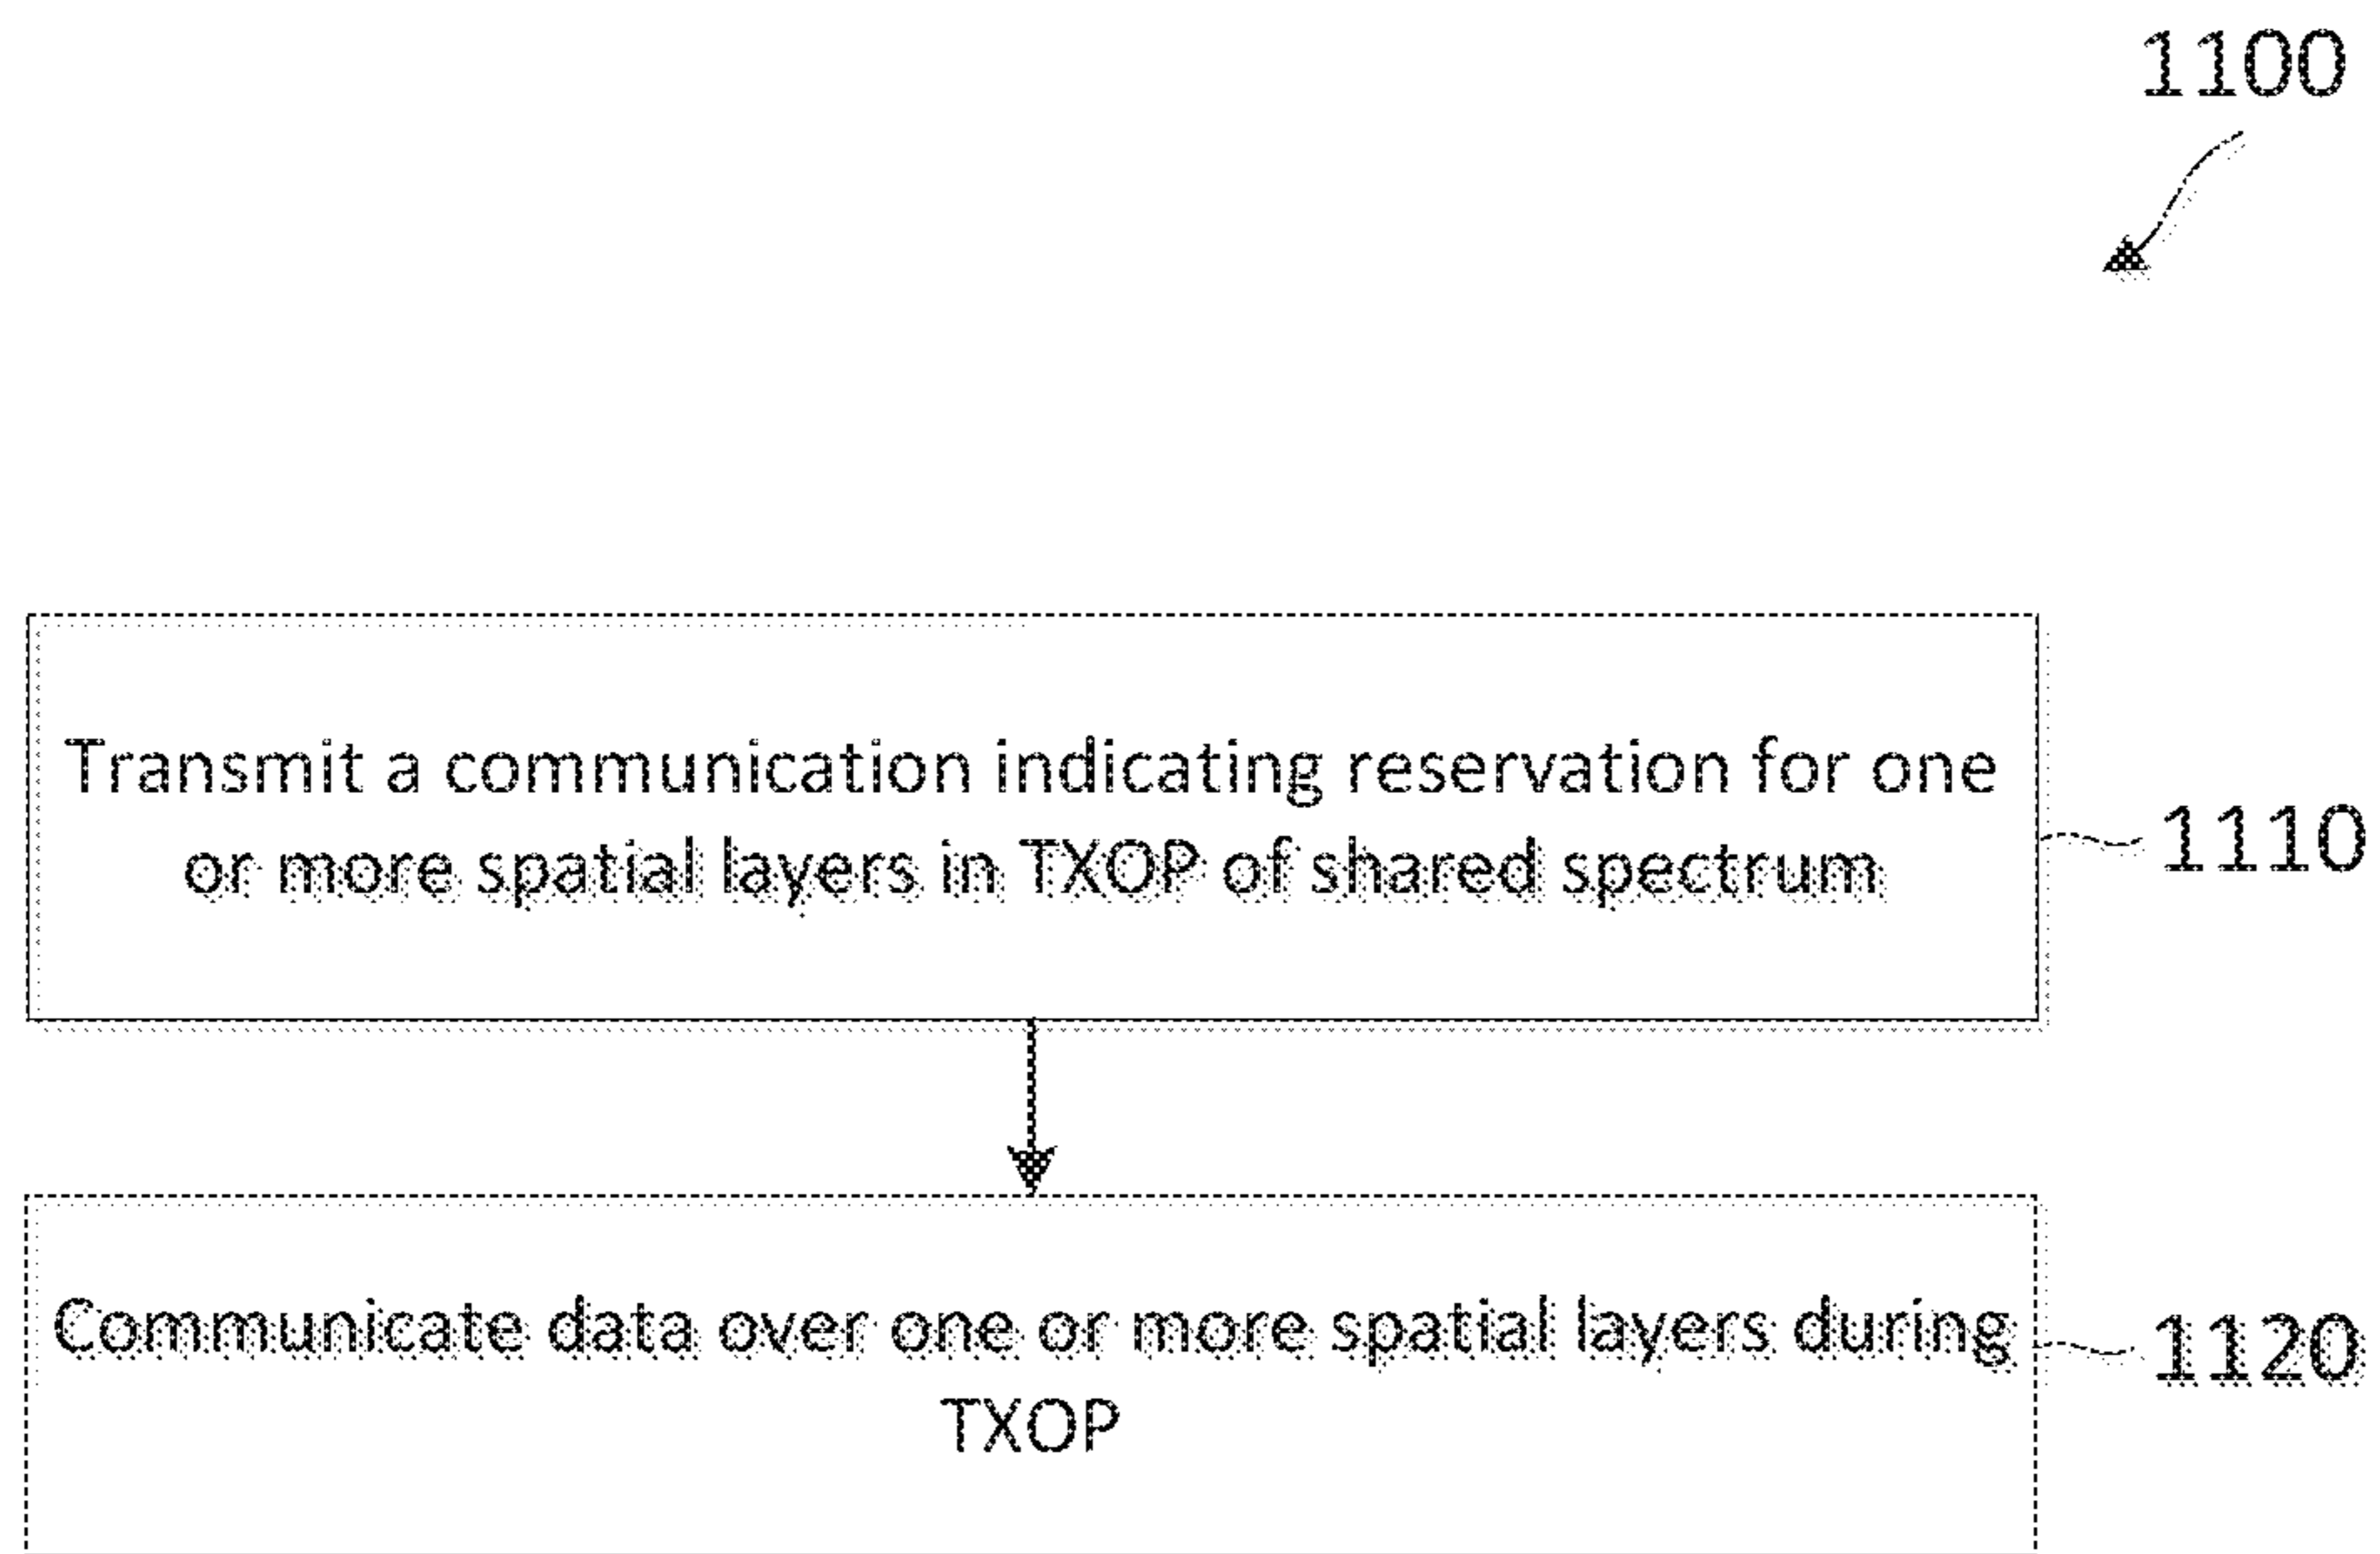 1100
Transmit a communication indicating reservation for one
or more spatial layers in TXOP of shared spectrum
1110
Communicate data over one or more spatial layers during
TXOP
1120